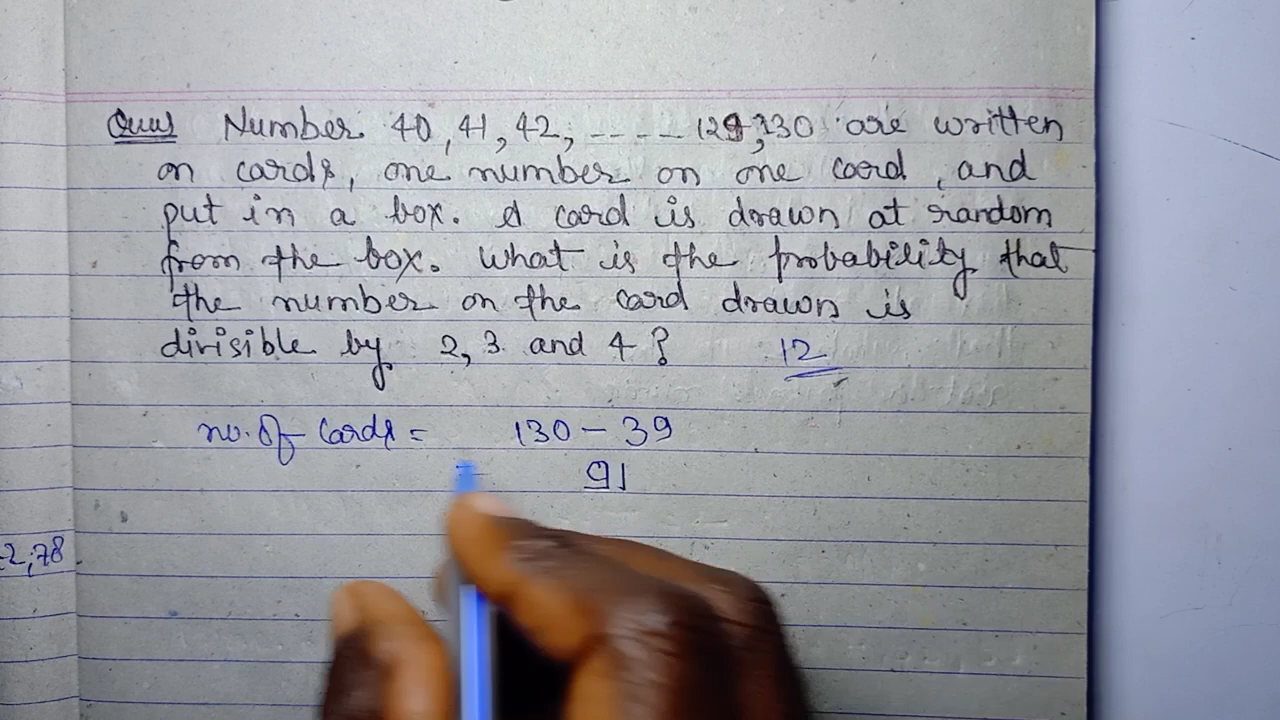 Ques Number 40, 41, 42, ---- 129, 130 are written
on cards, one number on one card, and
put in a box. A card is drawn at random
from the box. What is the probability that
the number on the card drawn is
divisible by 2, 3 and 4 ? 12
no. of cards = 130 - 39
= 91
2,78